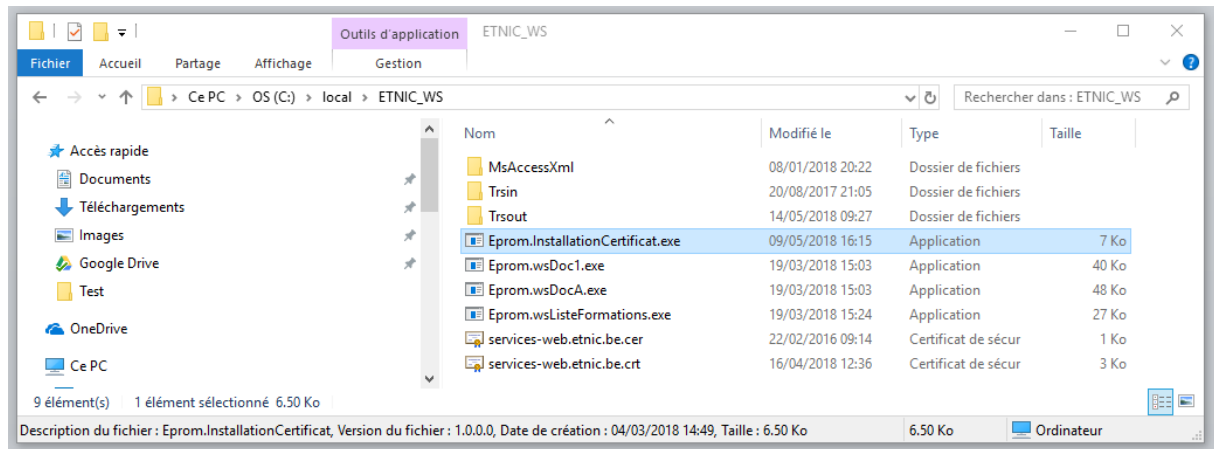 Outils d'application ETNIC_WS
Fichier Accueil Partage Affichage Gestion
Ce PC > OS (C:) > local > ETNIC_WS Rechercher dans : ETNIC_WS
Nom Modifié le Type Taille
Accès rapide
Documents
Téléchargements
Images
Google Drive
Test
OneDrive
Ce PC
MsAccessXml 08/01/2018 20:22 Dossier de fichiers
Trsin 20/08/2017 21:05 Dossier de fichiers
Trsout 14/05/2018 09:27 Dossier de fichiers
Eprom.InstallationCertificat.exe 09/05/2018 16:15 Application 7 Ko
Eprom.wsDoc1.exe 19/03/2018 15:03 Application 40 Ko
Eprom.wsDocA.exe 19/03/2018 15:03 Application 48 Ko
Eprom.wsListeFormations.exe 19/03/2018 15:24 Application 27 Ko
services-web.etnic.be.cer 22/02/2016 09:14 Certificat de sécur 1 Ko
services-web.etnic.be.crt 16/04/2018 12:36 Certificat de sécur 3 Ko
9 élément(s) 1 élément sélectionné 6.50 Ko
Description du fichier : Eprom.InstallationCertificat, Version du fichier : 1.0.0.0, Date de création : 04/03/2018 14:49, Taille : 6.50 Ko 6.50 Ko Ordinateur